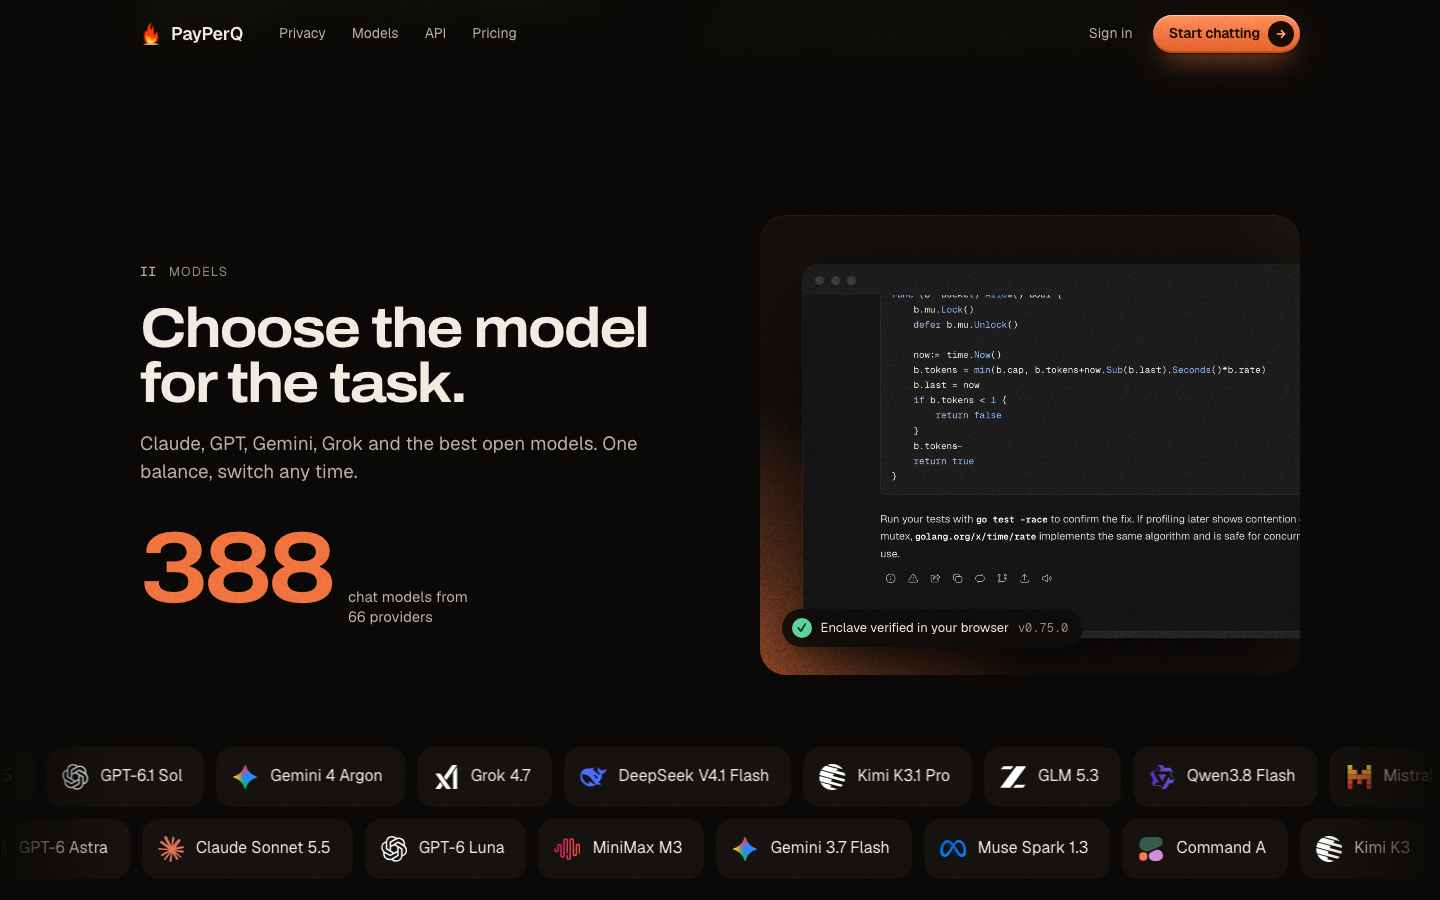 PayPerQ
Privacy
Models
API
Pricing
Sign in
Start chatting
II MODELS
Choose the model
for the task.
Claude, GPT, Gemini, Grok and the best open models. One
balance, switch any time.
388
chat models from
66 providers
b.mu.Lock()
defer b.mu.Unlock()
now:= time.Now()
b.tokens = min(b.cap, b.tokens+now.Sub(b.last).Seconds()*b.rate)
b.last = now
if b.tokens < 1 {
return false
}
b.tokens–
return true
}
Run your tests with go test -race to confirm the fix. If profiling later shows contention
mutex, golang.org/x/time/rate implements the same algorithm and is safe for concurr
use.
Enclave verified in your browser v0.75.0
5
GPT-6.1 Sol
Gemini 4 Argon
Grok 4.7
DeepSeek V4.1 Flash
Kimi K3.1 Pro
GLM 5.3
Qwen3.8 Flash
Mistral
GPT-6 Astra
Claude Sonnet 5.5
GPT-6 Luna
MiniMax M3
Gemini 3.7 Flash
Muse Spark 1.3
Command A
Kimi K3